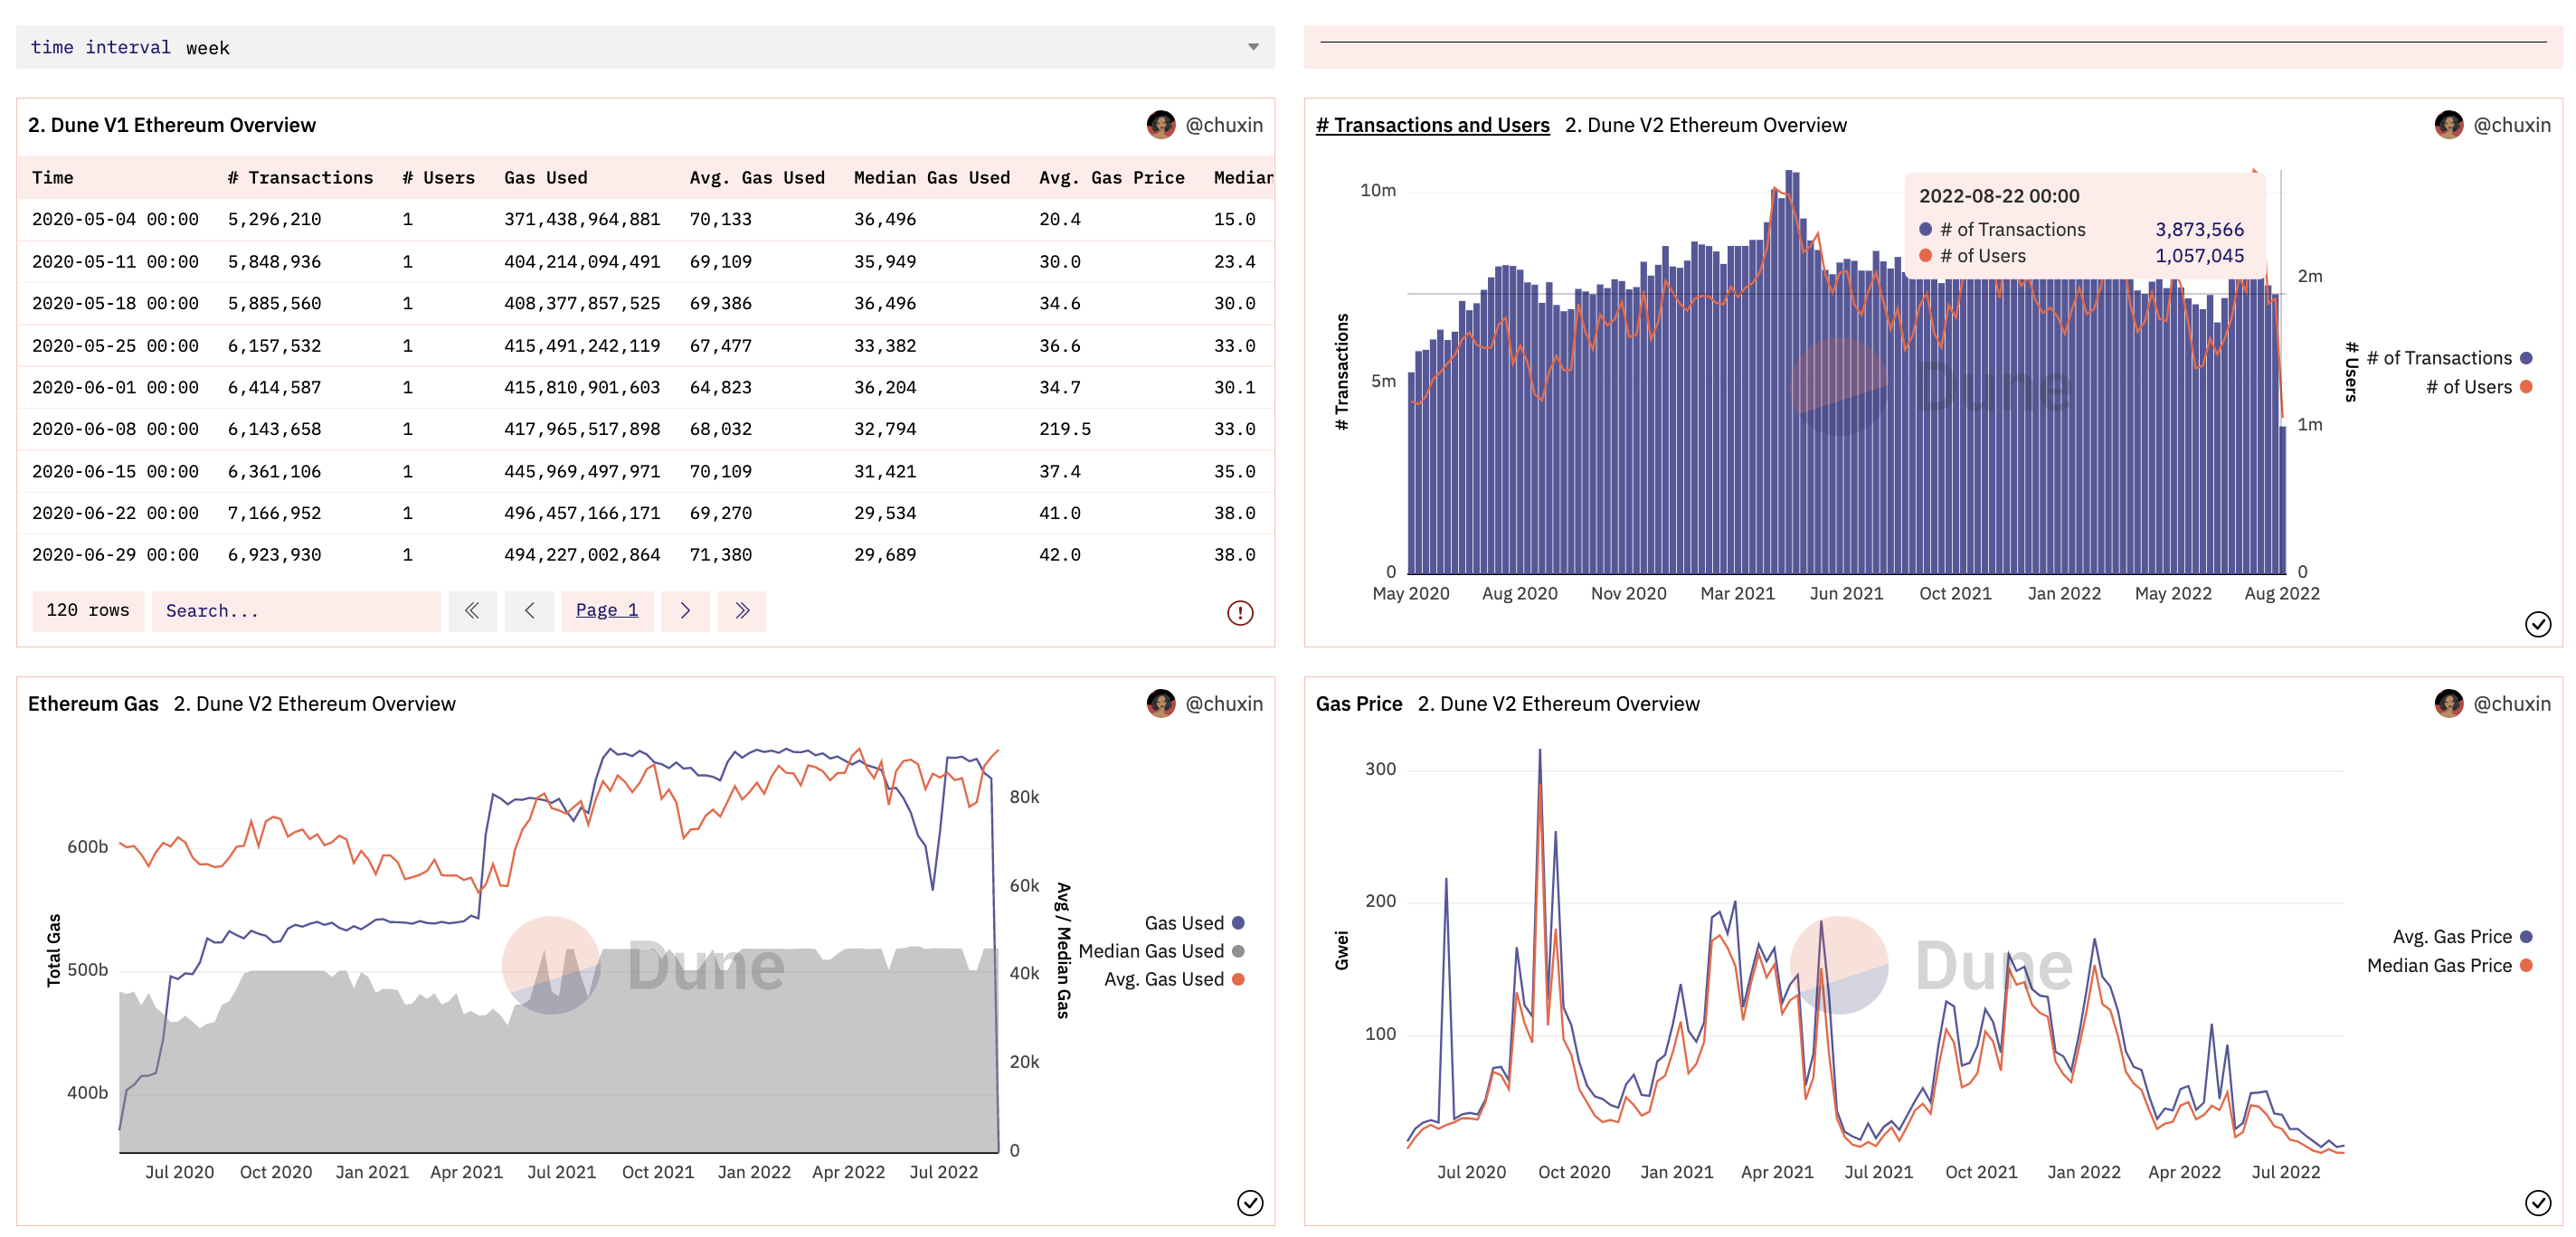 time interval week
2. Dune V1 Ethereum Overview @chuxin
Time # Transactions # Users Gas Used Avg. Gas Used Median Gas Used Avg. Gas Price Median
2020-05-04 00:00 5,296,210 1 371,438,964,881 70,133 36,496 20.4 15.0
2020-05-11 00:00 5,848,936 1 404,214,094,491 69,109 35,949 30.0 23.4
2020-05-18 00:00 5,885,560 1 408,377,857,525 69,386 36,496 34.6 30.0
2020-05-25 00:00 6,157,532 1 415,491,242,119 67,477 33,382 36.6 33.0
2020-06-01 00:00 6,414,587 1 415,810,901,603 64,823 36,204 34.7 30.1
2020-06-08 00:00 6,143,658 1 417,965,517,898 68,032 32,794 219.5 33.0
2020-06-15 00:00 6,361,106 1 445,969,497,971 70,109 31,421 37.4 35.0
2020-06-22 00:00 7,166,952 1 496,457,166,171 69,270 29,534 41.0 38.0
2020-06-29 00:00 6,923,930 1 494,227,002,864 71,380 29,689 42.0 38.0
120 rows Search... Page 1
# Transactions and Users 2. Dune V2 Ethereum Overview @chuxin
10m
5m
0
# Transactions
2022-08-22 00:00
# of Transactions 3,873,566
# of Users 1,057,045
Dune
2m
1m
0
# Users
# of Transactions
# of Users
May 2020 Aug 2020 Nov 2020 Mar 2021 Jun 2021 Oct 2021 Jan 2022 May 2022 Aug 2022
Ethereum Gas 2. Dune V2 Ethereum Overview @chuxin
600b
500b
400b
Total Gas
Dune
80k
60k
40k
20k
0
Avg / Median Gas
Gas Used
Median Gas Used
Avg. Gas Used
Jul 2020 Oct 2020 Jan 2021 Apr 2021 Jul 2021 Oct 2021 Jan 2022 Apr 2022 Jul 2022
Gas Price 2. Dune V2 Ethereum Overview @chuxin
300
200
100
Gwei
Dune
Avg. Gas Price
Median Gas Price
Jul 2020 Oct 2020 Jan 2021 Apr 2021 Jul 2021 Oct 2021 Jan 2022 Apr 2022 Jul 2022